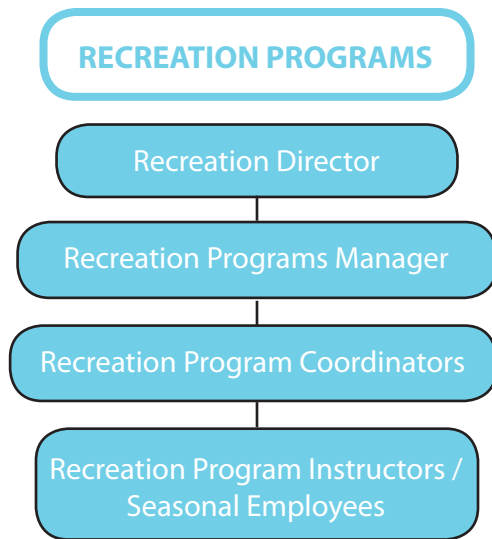 RECREATION PROGRAMS
Recreation Director
Recreation Programs Manager
Recreation Program Coordinators
Recreation Program Instructors /
Seasonal Employees